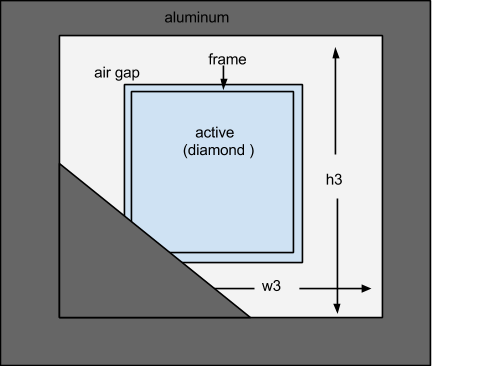 aluminum
frame
air gap
active
(diamond )
h3
w3